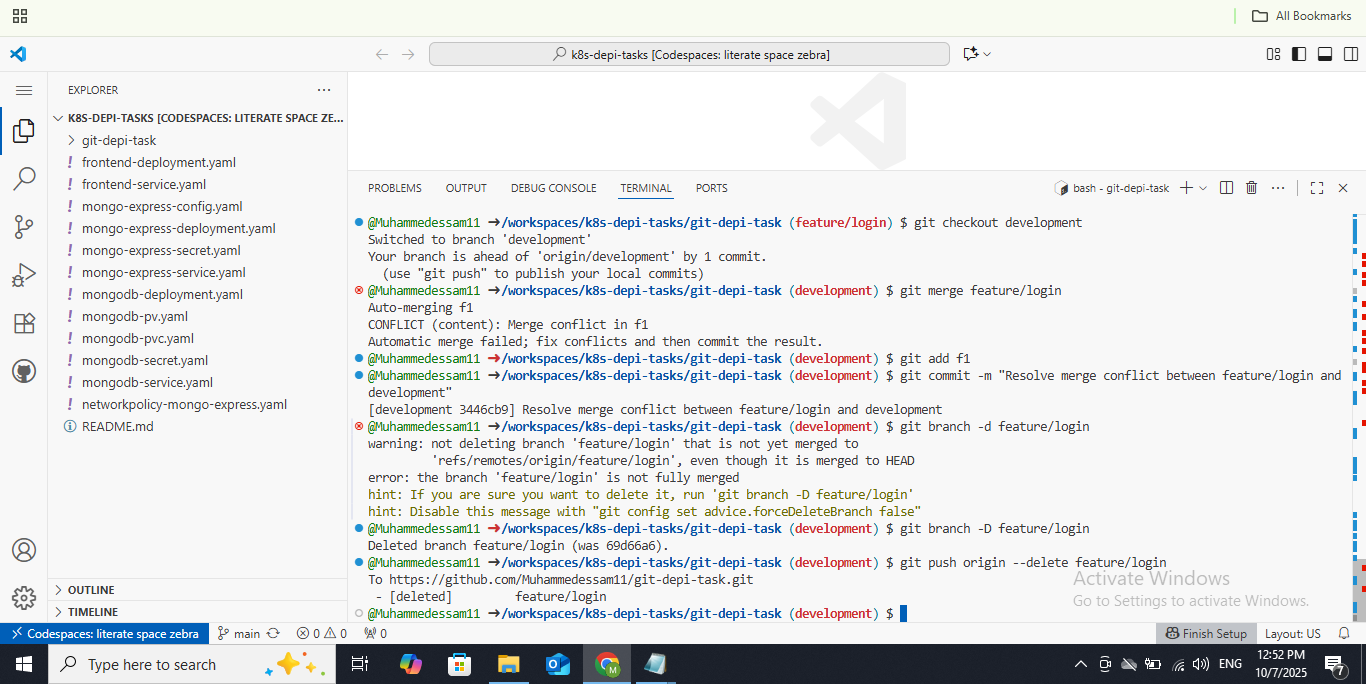 All Bookmarks
k8s-depi-tasks [Codespaces: literate space zebra]
EXPLORER
K8S-DEPI-TASKS [CODESPACES: LITERATE SPACE ZE...
git-depi-task
! frontend-deployment.yaml
! frontend-service.yaml
! mongo-express-config.yaml
! mongo-express-deployment.yaml
! mongo-express-secret.yaml
! mongo-express-service.yaml
! mongodb-deployment.yaml
! mongodb-pv.yaml
! mongodb-pvc.yaml
! mongodb-secret.yaml
! mongodb-service.yaml
! networkpolicy-mongo-express.yaml
README.md
OUTLINE
TIMELINE
PROBLEMS OUTPUT DEBUG CONSOLE TERMINAL PORTS
bash - git-depi-task
@Muhammedessam11 ➜/workspaces/k8s-depi-tasks/git-depi-task (feature/login) $ git checkout development
Switched to branch 'development'
Your branch is ahead of 'origin/development' by 1 commit.
(use "git push" to publish your local commits)
@Muhammedessam11 ➜/workspaces/k8s-depi-tasks/git-depi-task (development) $ git merge feature/login
Auto-merging f1
CONFLICT (content): Merge conflict in f1
Automatic merge failed; fix conflicts and then commit the result.
@Muhammedessam11 ➜/workspaces/k8s-depi-tasks/git-depi-task (development) $ git add f1
@Muhammedessam11 ➜/workspaces/k8s-depi-tasks/git-depi-task (development) $ git commit -m "Resolve merge conflict between feature/login and
development"
[development 3446cb9] Resolve merge conflict between feature/login and development
@Muhammedessam11 ➜/workspaces/k8s-depi-tasks/git-depi-task (development) $ git branch -d feature/login
warning: not deleting branch 'feature/login' that is not yet merged to
'refs/remotes/origin/feature/login', even though it is merged to HEAD
error: the branch 'feature/login' is not fully merged
hint: If you are sure you want to delete it, run 'git branch -D feature/login'
hint: Disable this message with "git config set advice.forceDeleteBranch false"
@Muhammedessam11 ➜/workspaces/k8s-depi-tasks/git-depi-task (development) $ git branch -D feature/login
Deleted branch feature/login (was 69d66a6).
@Muhammedessam11 ➜/workspaces/k8s-depi-tasks/git-depi-task (development) $ git push origin --delete feature/login
To https://github.com/Muhammedessam11/git-depi-task.git
- [deleted] feature/login
@Muhammedessam11 ➜/workspaces/k8s-depi-tasks/git-depi-task (development) $
Activate Windows
Go to Settings to activate Windows.
Codespaces: literate space zebra main 0 0 0 Finish Setup Layout: US
Type here to search
M
ENG
12:52 PM
10/7/2025
7